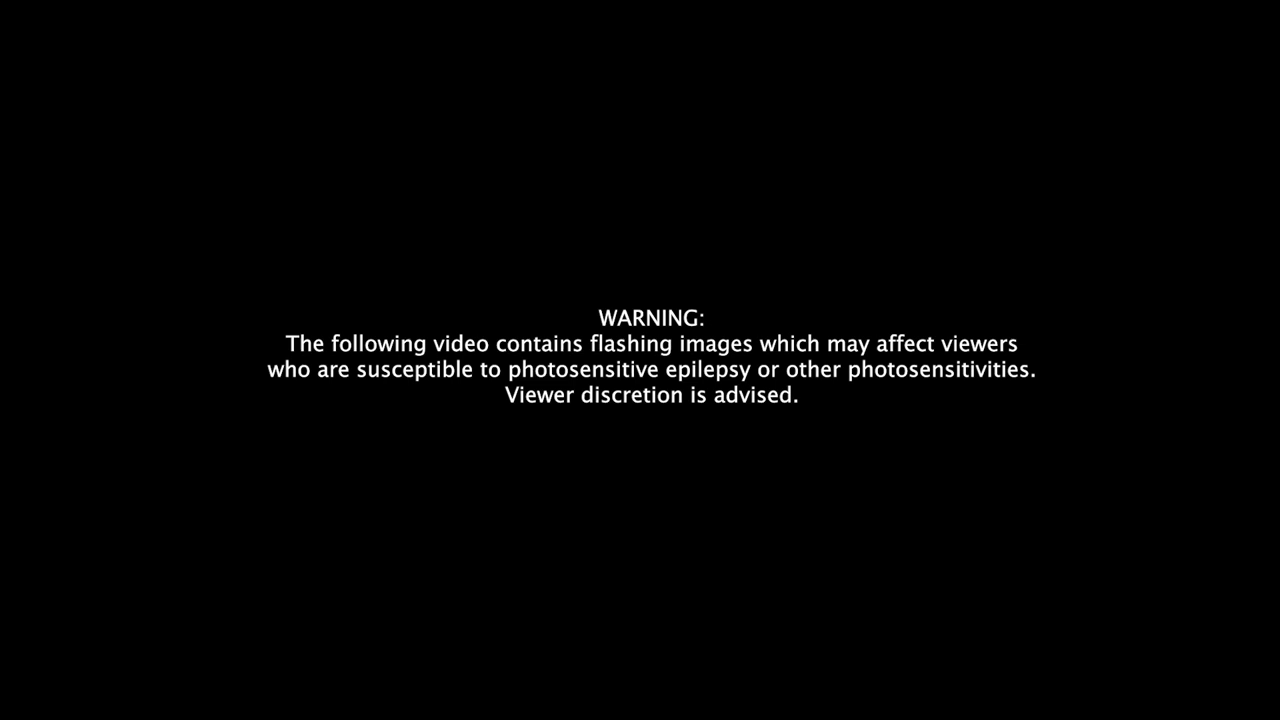 WARNING:
The following video contains flashing images which may affect viewers
who are susceptible to photosensitive epilepsy or other photosensitivities.
Viewer discretion is advised.